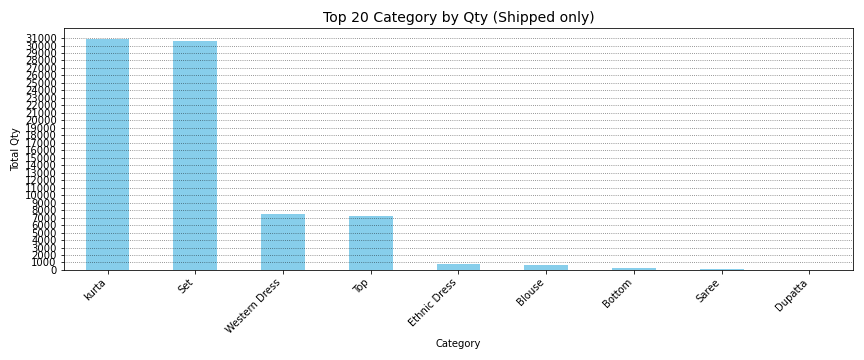 Top 20 Category by Qty (Shipped only)
31000
30000
29000
28000
27000
26000
25000
24000
23000
22000
21000
20000
19000
18000
17000
16000
15000
14000
13000
12000
11000
10000
9000
8000
7000
6000
5000
4000
3000
2000
1000
0
Total Qty
kurta
Set
Western Dress
Top
Ethnic Dress
Blouse
Bottom
Saree
Dupatta
Category